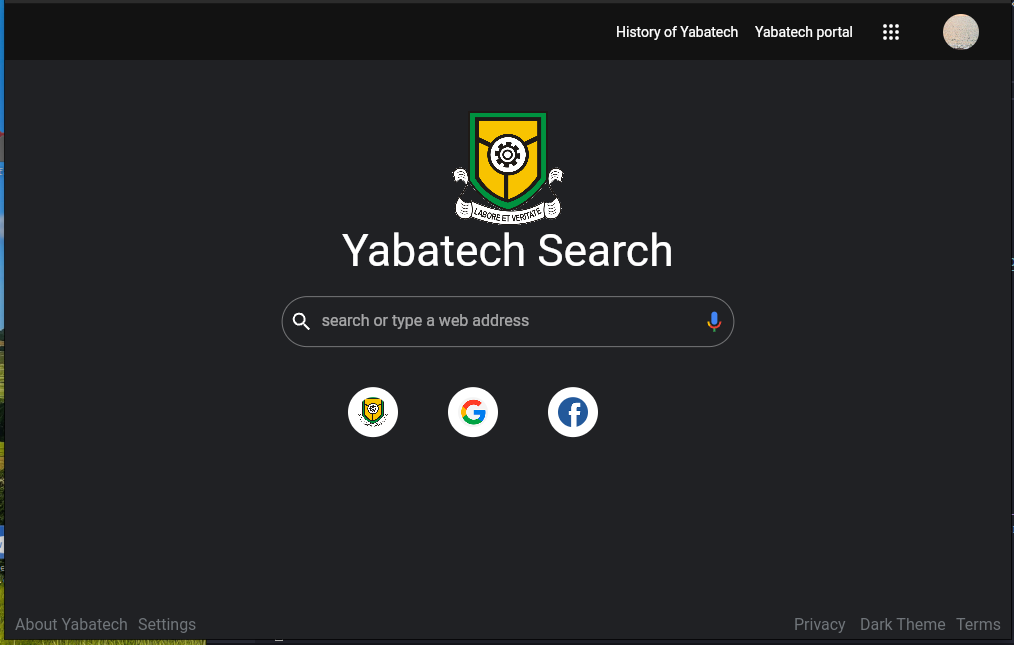 History of Yabatech Yabatech portal
LABORE ET VERITATE
Yabatech Search
search or type a web address
About Yabatech Settings Privacy Dark Theme Terms